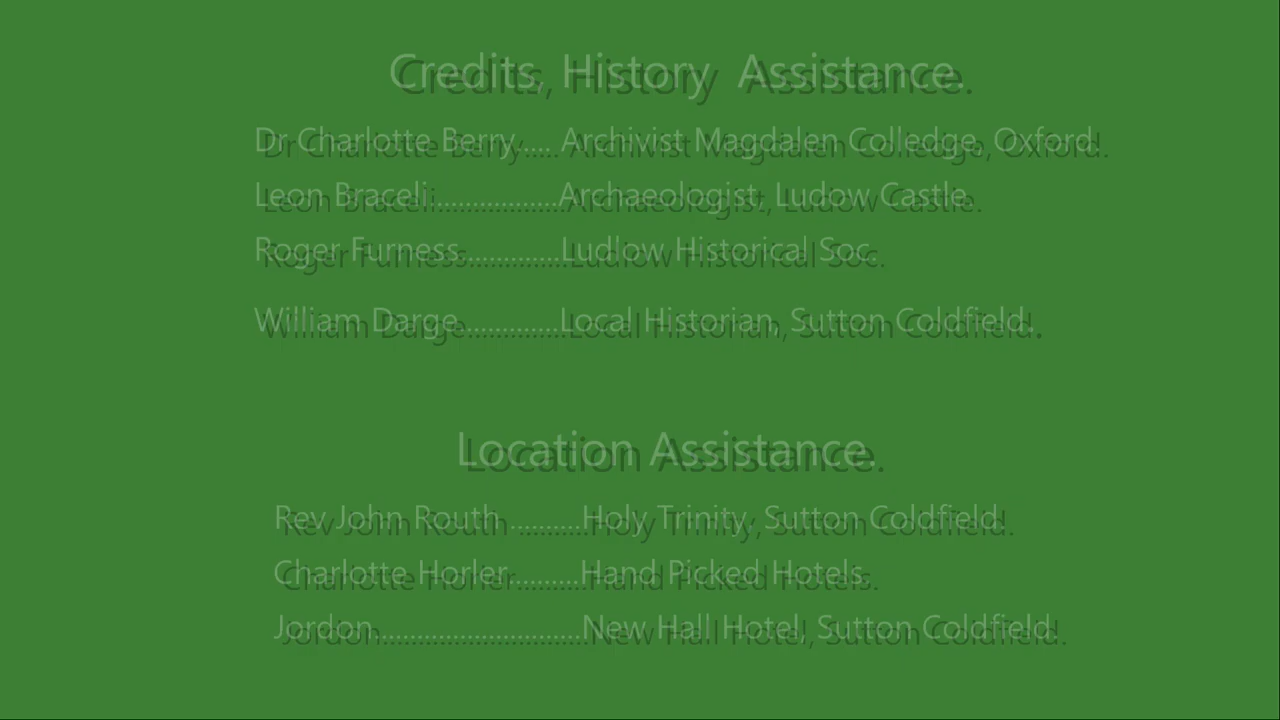 Credits, History Assistance.
Dr Charlotte Berry..... Archivist Magdalen Colledge, Oxford.
Leon Braceli.................Archaeologist, Ludow Castle.
Roger Furness..............Ludlow Historical Soc.
William Darge..............Local Historian, Sutton Coldfield.
Location Assistance.
Rev John Routh ..........Holy Trinity, Sutton Coldfield.
Charlotte Horler.........Hand Picked Hotels.
Jordon............................New Hall Hotel, Sutton Coldfield.